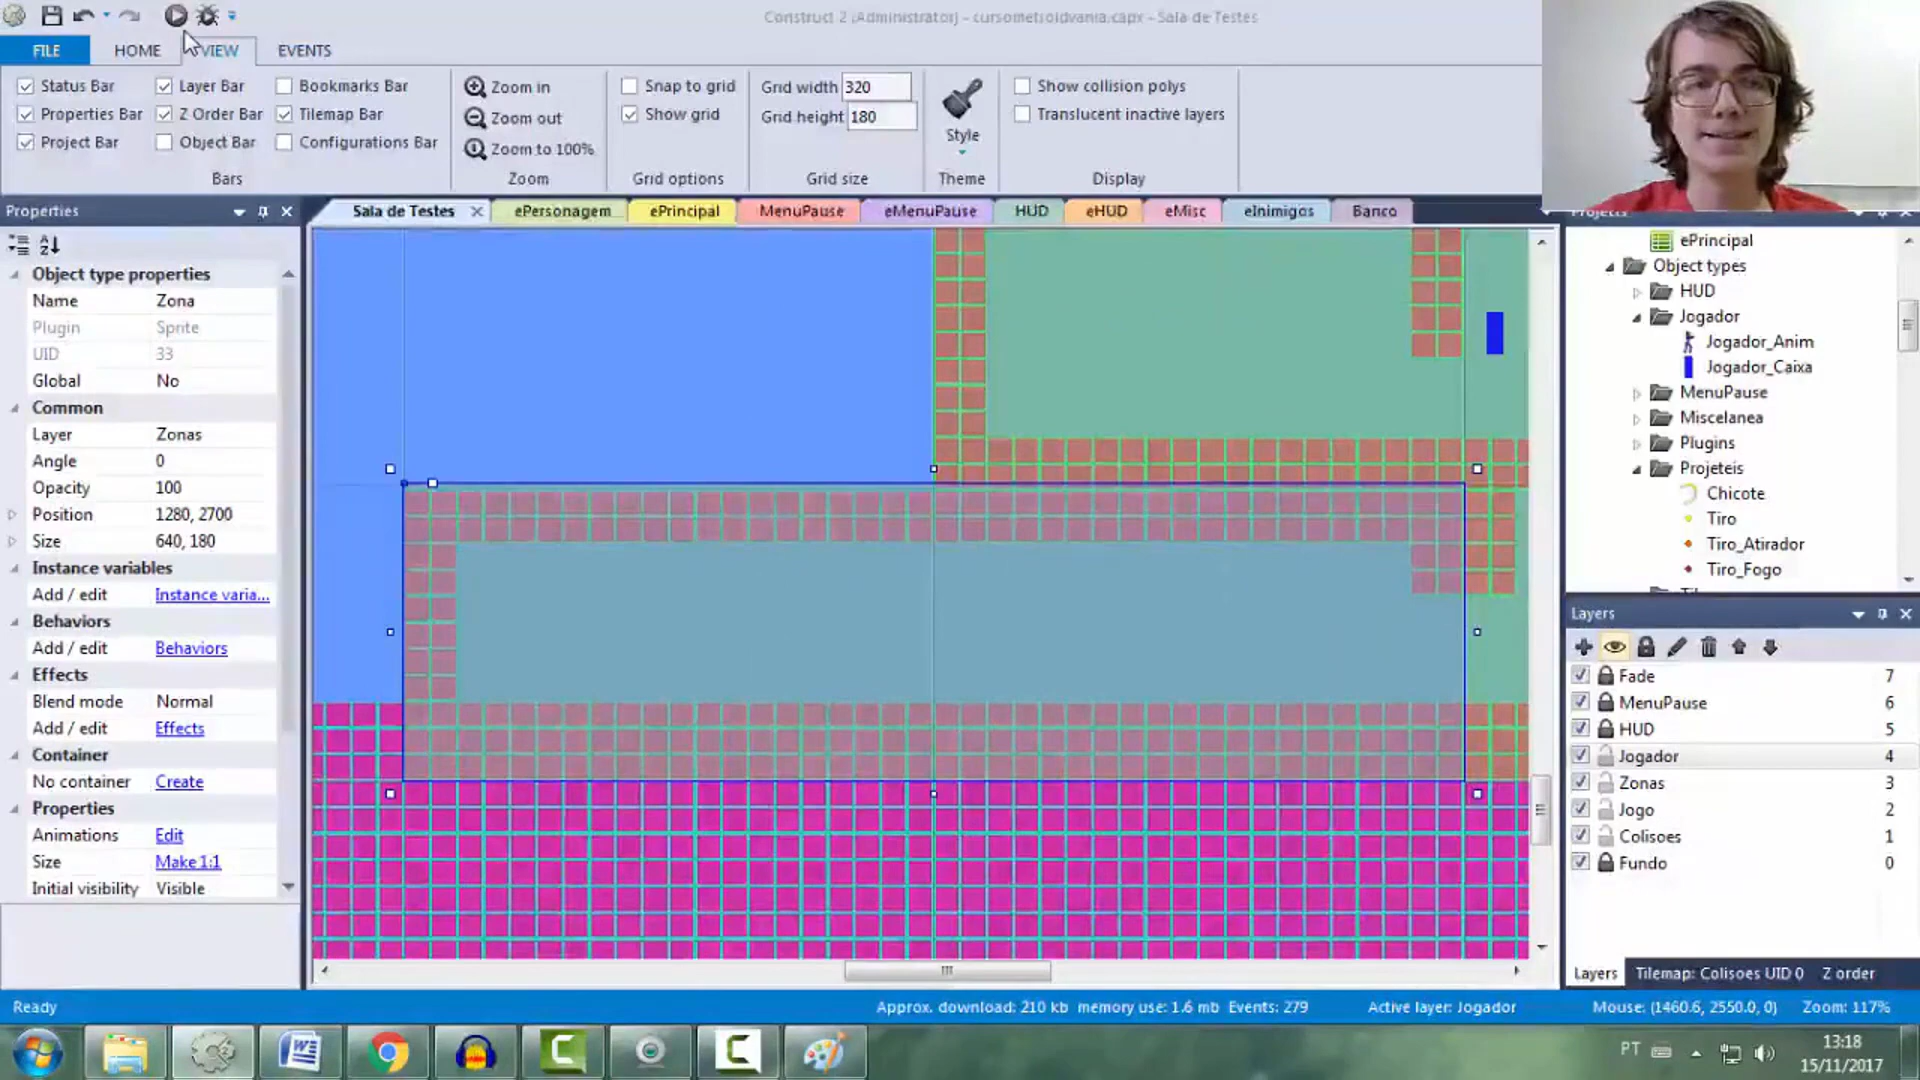 Construct 2 (Administrator) - cursometroidvania.capx - Sala de Testes
FILE HOME VIEW EVENTS
Status Bar Layer Bar Bookmarks Bar Zoom in Snap to grid Grid width 320 Show collision polys
Properties Bar Z Order Bar Tilemap Bar Zoom out Show grid Grid height 180 Style Translucent inactive layers
Project Bar Object Bar Configurations Bar Zoom to 100%
Bars Zoom Grid options Grid size Theme Display
Properties
Sala de Testes ePersonagem ePrincipal MenuPause eMenuPause HUD eHUD eMisc eInimigos Banco
Object type properties
Name Zona
Plugin Sprite
UID 33
Global No
Common
Layer Zonas
Angle 0
Opacity 100
Position 1280, 2700
Size 640, 180
Instance variables
Add / edit Instance varia...
Behaviors
Add / edit Behaviors
Effects
Blend mode Normal
Add / edit Effects
Container
No container Create
Properties
Animations Edit
Size Make 1:1
Initial visibility Visible
ePrincipal
Object types
HUD
Jogador
Jogador_Anim
Jogador_Caixa
MenuPause
Miscelanea
Plugins
Projeteis
Chicote
Tiro
Tiro_Atirador
Tiro_Fogo
Layers
Fade 7
MenuPause 6
HUD 5
Jogador 4
Zonas 3
Jogo 2
Colisoes 1
Fundo 0
Layers Tilemap: Colisoes UID 0 Z order
Ready Approx. download: 210 kb memory use: 1.6 mb Events: 279 Active layer: Jogador Mouse: (1460.6, 2550.0, 0) Zoom: 117%
PT
13:18
15/11/2017